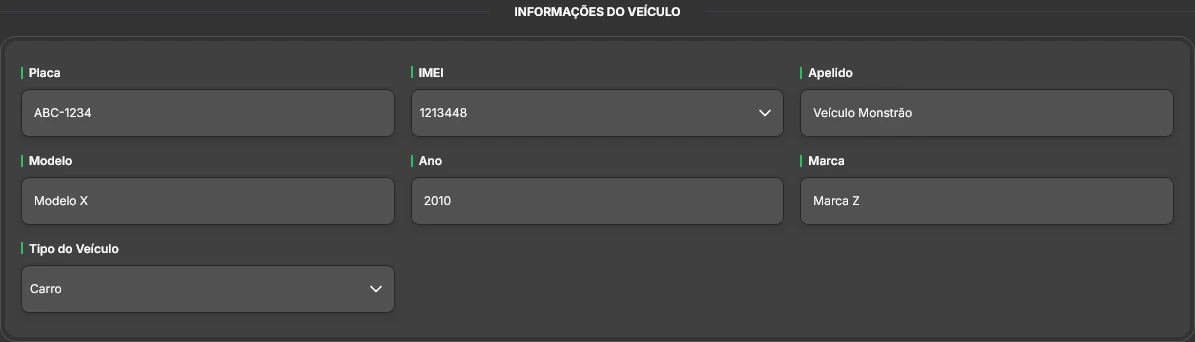 INFORMAÇÕES DO VEÍCULO
Placa
IMEI
Apelido
ABC-1234
1213448
Veículo Monstrão
Modelo
Ano
Marca
Modelo X
2010
Marca Z
Tipo do Veículo
Carro